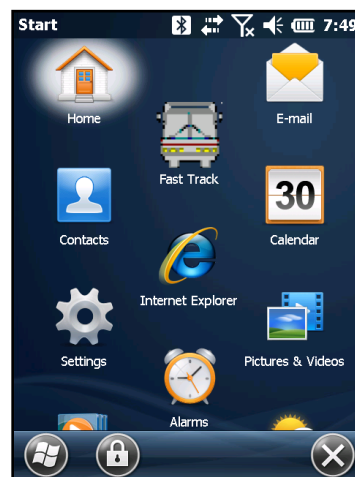 Start 7:49
Home
E-mail
Fast Track
30
Contacts
Calendar
Internet Explorer
Settings
Pictures & Videos
Alarms